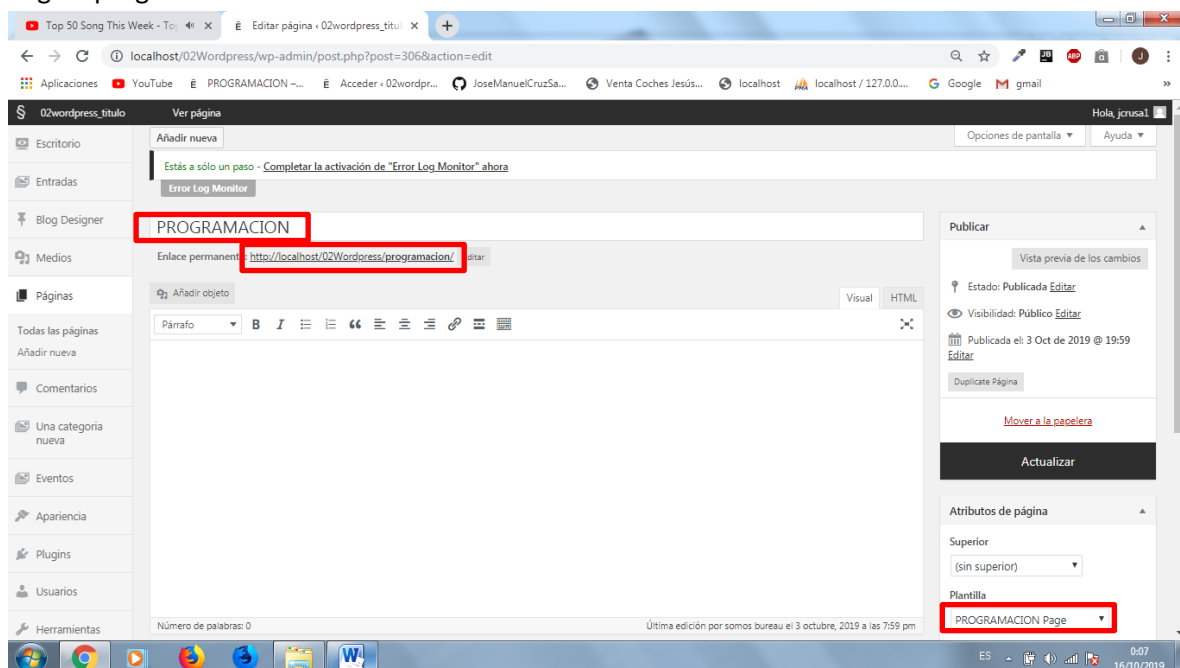 Top 50 Song This Week - To
Editar página ‹ 02wordpress_titul
localhost/02Wordpress/wp-admin/post.php?post=306&action=edit
Aplicaciones YouTube PROGRAMACION –... Acceder ‹ 02wordpr... JoseManuelCruzSa... Venta Coches Jesús... localhost localhost / 127.0.0.... Google gmail »
02wordpress_titulo Ver página Hola, jcrusa1
Escritorio
Entradas
Blog Designer
Medios
Páginas
Todas las páginas
Añadir nueva
Comentarios
Una categoria
nueva
Eventos
Apariencia
Plugins
Usuarios
Herramientas
Añadir nueva
Opciones de pantalla ▼ Ayuda ▼
Estás a sólo un paso - Completar la activación de "Error Log Monitor" ahora
Error Log Monitor
PROGRAMACION
Enlace permanente: http://localhost/02Wordpress/programacion/
Añadir objeto
Visual HTML
Párrafo
Número de palabras: 0
Última edición por somos bureau el 3 octubre, 2019 a las 7:59 pm
Publicar
Vista previa de los cambios
Estado: Publicada Editar
Visibilidad: Público Editar
Publicada el: 3 Oct de 2019 @ 19:59
Editar
Duplicate Página
Mover a la papelera
Actualizar
Atributos de página
Superior
(sin superior)
Plantilla
PROGRAMACION Page
ES 0:07
16/10/2019